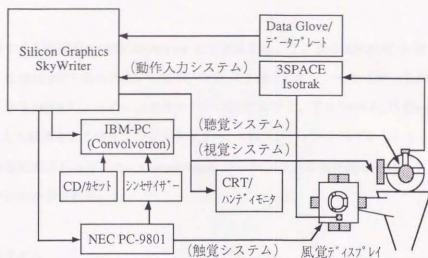 Silicon Graphics
SkyWriter
Data Glove/
ﾃﾞｰﾀﾌﾟﾚｰﾄ
（動作入力システム）
3SPACE
Isotrak
IBM-PC
(Convolvotron)
（聴覚システム）
（視覚システム）
CD/ｶｾｯﾄ
ｼﾝｾｻｲｻﾞｰ
CRT/
ﾊﾝﾃﾞｨﾓﾆﾀ
NEC PC-9801
（触覚システム）
風覚ﾃﾞｨｽﾌﾟﾚｲ